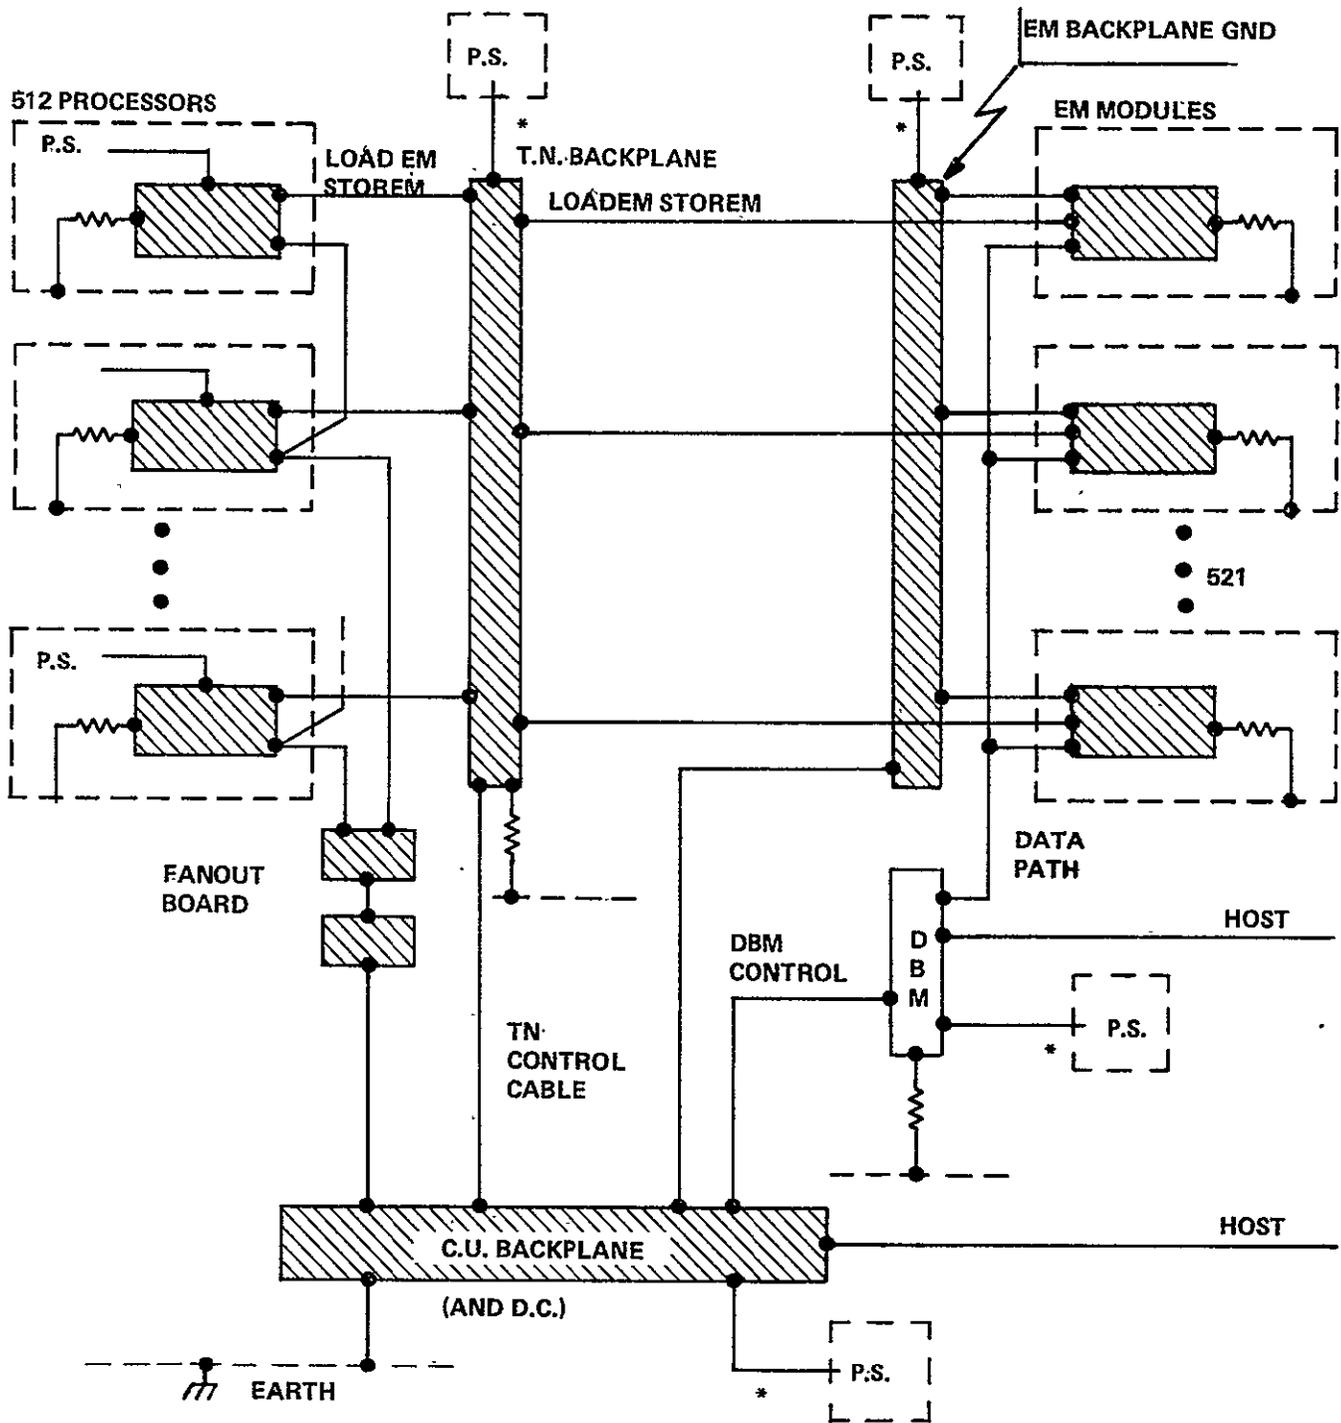 P.S.
P.S.
EM BACKPLANE GND
512 PROCESSORS
EM MODULES
*
*
P.S.
LOAD EM
STOREM
T.N. BACKPLANE
LOADEM STOREM
521
P.S.
DATA
PATH
FANOUT
BOARD
HOST
DBM
CONTROL
D
B
M
TN
CONTROL
CABLE
P.S.
*
HOST
C.U. BACKPLANE
(AND D.C.)
P.S.
*
EARTH